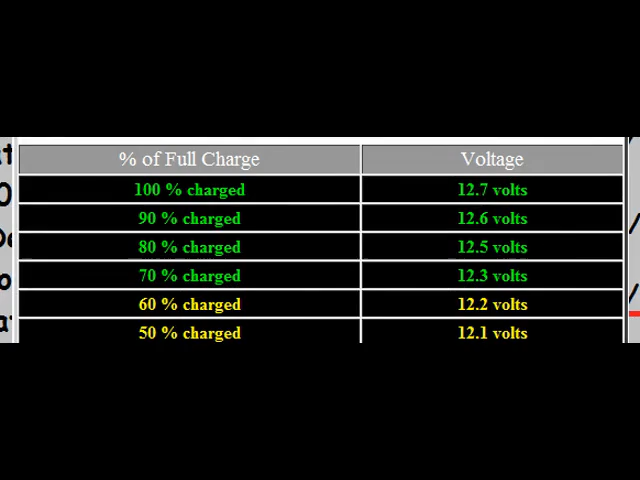 % of Full Charge Voltage
100 % charged 12.7 volts
90 % charged 12.6 volts
80 % charged 12.5 volts
70 % charged 12.3 volts
60 % charged 12.2 volts
50 % charged 12.1 volts